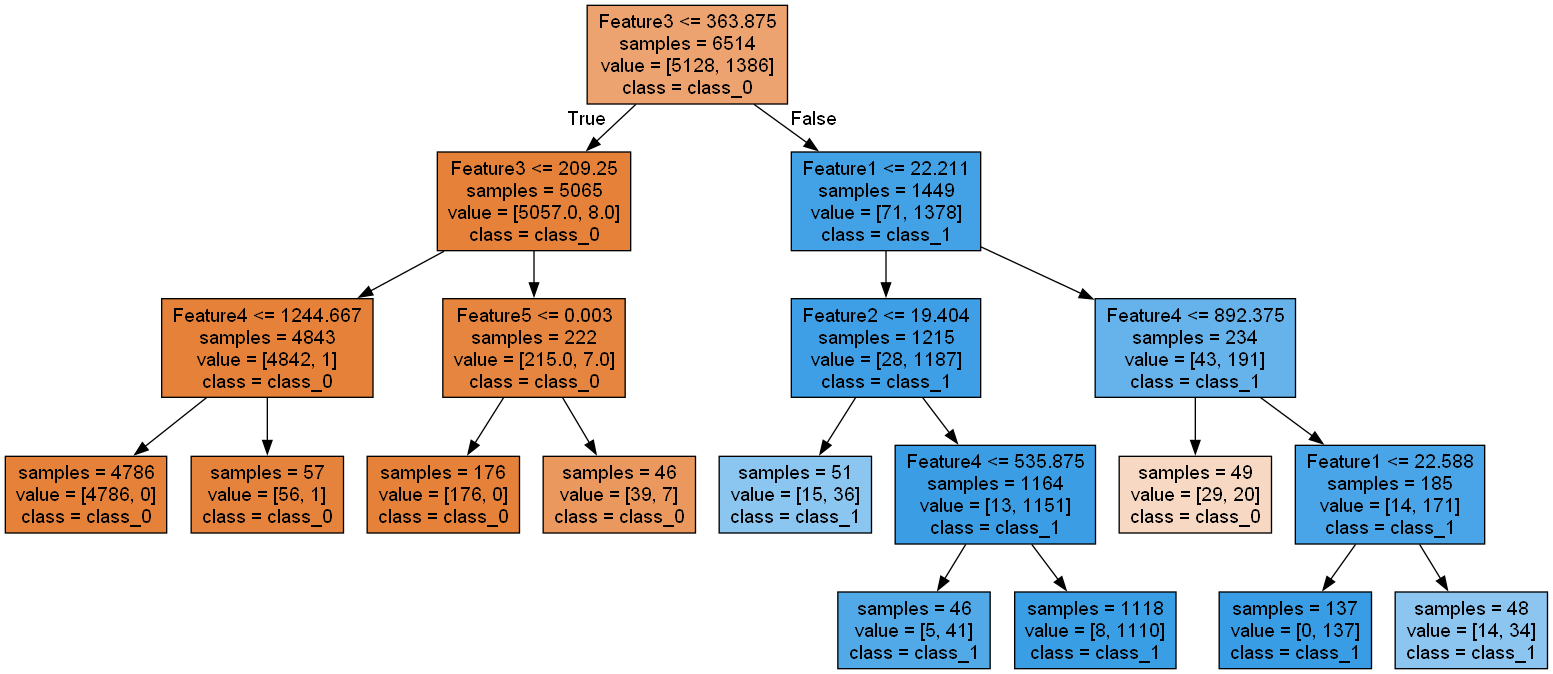 Feature3 <= 363.875
samples = 6514
value = [5128, 1386]
class = class_0
True
False
Feature3 <= 209.25
samples = 5065
value = [5057.0, 8.0]
class = class_0
Feature1 <= 22.211
samples = 1449
value = [71, 1378]
class = class_1
Feature4 <= 1244.667
samples = 4843
value = [4842, 1]
class = class_0
Feature5 <= 0.003
samples = 222
value = [215.0, 7.0]
class = class_0
Feature2 <= 19.404
samples = 1215
value = [28, 1187]
class = class_1
Feature4 <= 892.375
samples = 234
value = [43, 191]
class = class_1
samples = 4786
value = [4786, 0]
class = class_0
samples = 57
value = [56, 1]
class = class_0
samples = 176
value = [176, 0]
class = class_0
samples = 46
value = [39, 7]
class = class_0
samples = 51
value = [15, 36]
class = class_1
Feature4 <= 535.875
samples = 1164
value = [13, 1151]
class = class_1
samples = 49
value = [29, 20]
class = class_0
Feature1 <= 22.588
samples = 185
value = [14, 171]
class = class_1
samples = 46
value = [5, 41]
class = class_1
samples = 1118
value = [8, 1110]
class = class_1
samples = 137
value = [0, 137]
class = class_1
samples = 48
value = [14, 34]
class = class_1